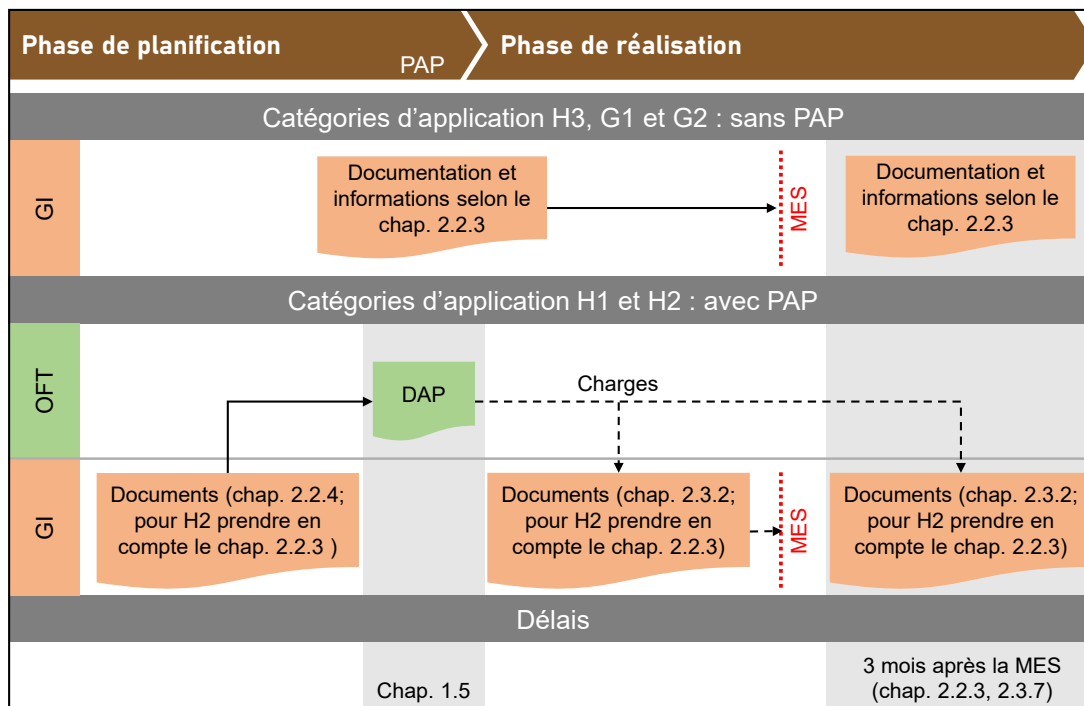 Phase de planification
PAP
Phase de réalisation
Catégories d'application H3, G1 et G2 : sans PAP
GI
Documentation et
informations selon le
chap. 2.2.3
MES
Documentation et
informations selon le
chap. 2.2.3
Catégories d'application H1 et H2 : avec PAP
OFT
DAP
Charges
GI
Documents (chap. 2.2.4;
pour H2 prendre en
compte le chap. 2.2.3 )
Documents (chap. 2.3.2;
pour H2 prendre en
compte le chap. 2.2.3)
MES
Documents (chap. 2.3.2;
pour H2 prendre en
compte le chap. 2.2.3)
Délais
Chap. 1.5
3 mois après la MES
(chap. 2.2.3, 2.3.7)